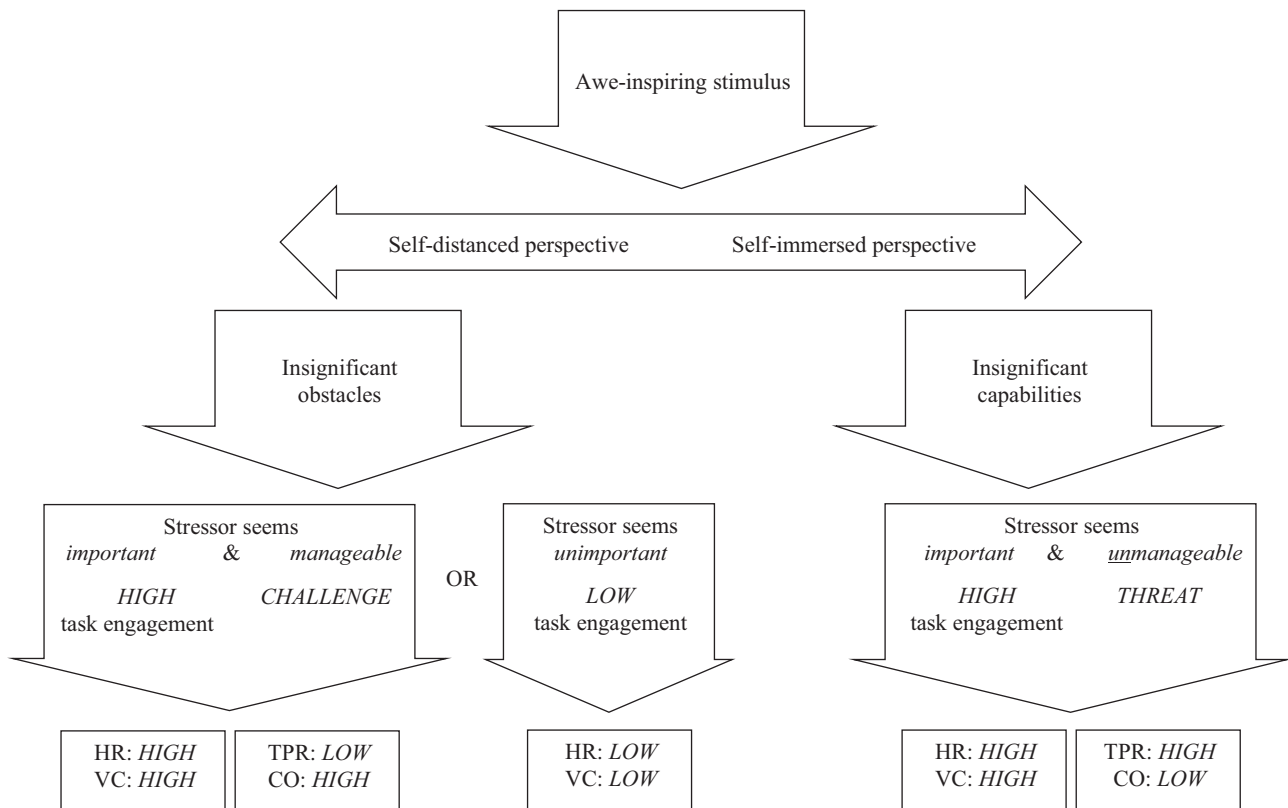 Awe-inspiring stimulus
Self-distanced perspective Self-immersed perspective
Insignificant
obstacles
Insignificant
capabilities
Stressor seems
important & manageable
HIGH CHALLENGE
task engagement
OR
Stressor seems
unimportant
LOW
task engagement
Stressor seems
important & unmanageable
HIGH THREAT
task engagement
HR: HIGH
VC: HIGH
TPR: LOW
CO: HIGH
HR: LOW
VC: LOW
HR: HIGH
VC: HIGH
TPR: HIGH
CO: LOW